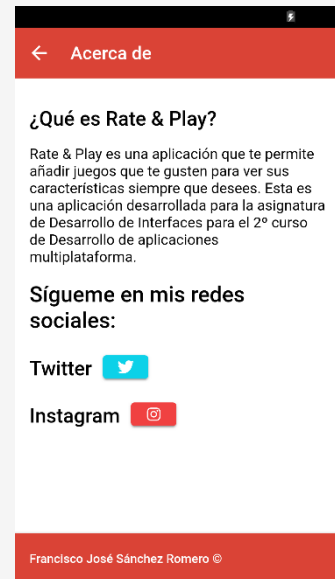 Acerca de
¿Qué es Rate & Play?
Rate & Play es una aplicación que te permite
añadir juegos que te gusten para ver sus
características siempre que desees. Esta es
una aplicación desarrollada para la asignatura
de Desarrollo de Interfaces para el 2º curso
de Desarrollo de aplicaciones
multiplataforma.
Sígueme en mis redes
sociales:
Twitter
Instagram
Francisco José Sánchez Romero ©